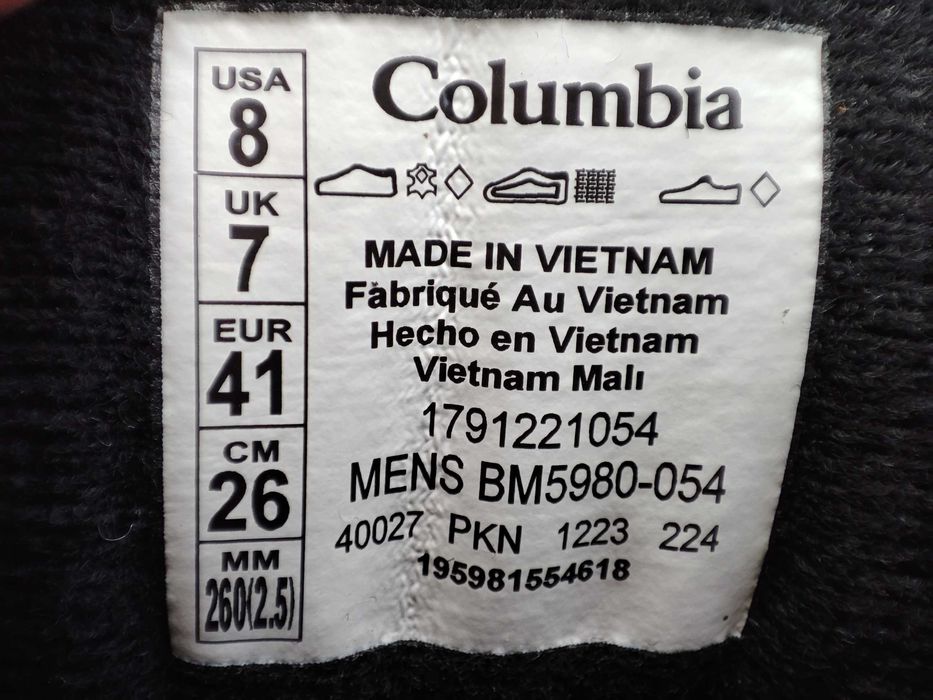 USA
8
UK
7
EUR
41
CM
26
MM
260(2.5)
Columbia
MADE IN VIETNAM
Fabriqué Au Vietnam
Hecho en Vietnam
Vietnam Malı
1791221054
MENS BM5980-054
40027 PKN 1223 224
195981554618